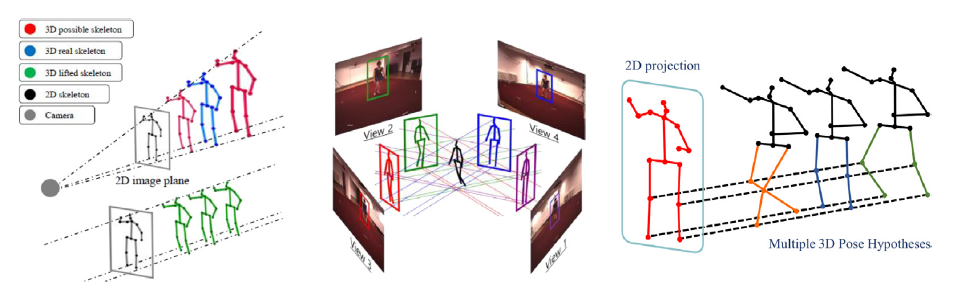 3D possible skeleton
3D real skeleton
3D lifted skeleton
2D skeleton
Camera
2D image plane
View 2
View 4
View 3
View 1
2D projection
Multiple 3D Pose Hypotheses.